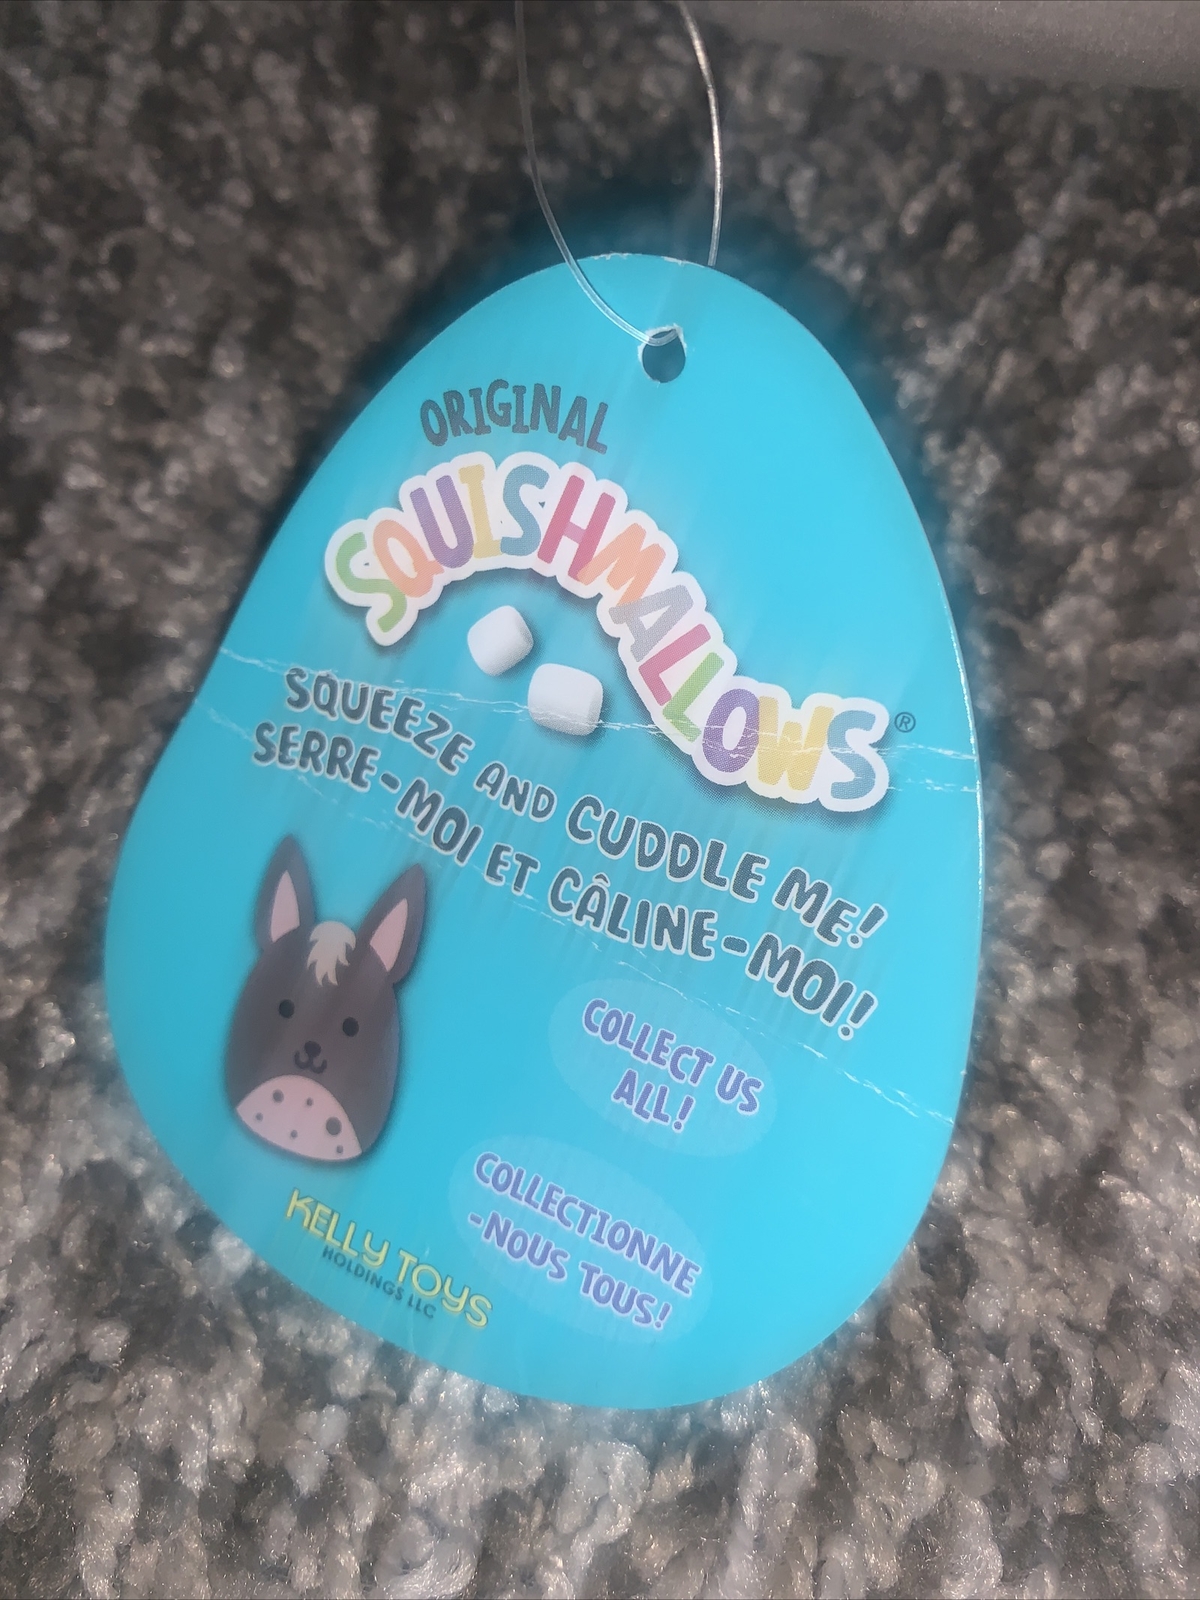 ORIGINAL
SQUISHMALLOWS®
SQUEEZE AND CUDDLE ME!
SERRE-MOI ET CÂLINE-MOI!
COLLECT US
ALL!
COLLECTIONNE
-NOUS TOUS!
KELLY TOYS
HOLDINGS LLC